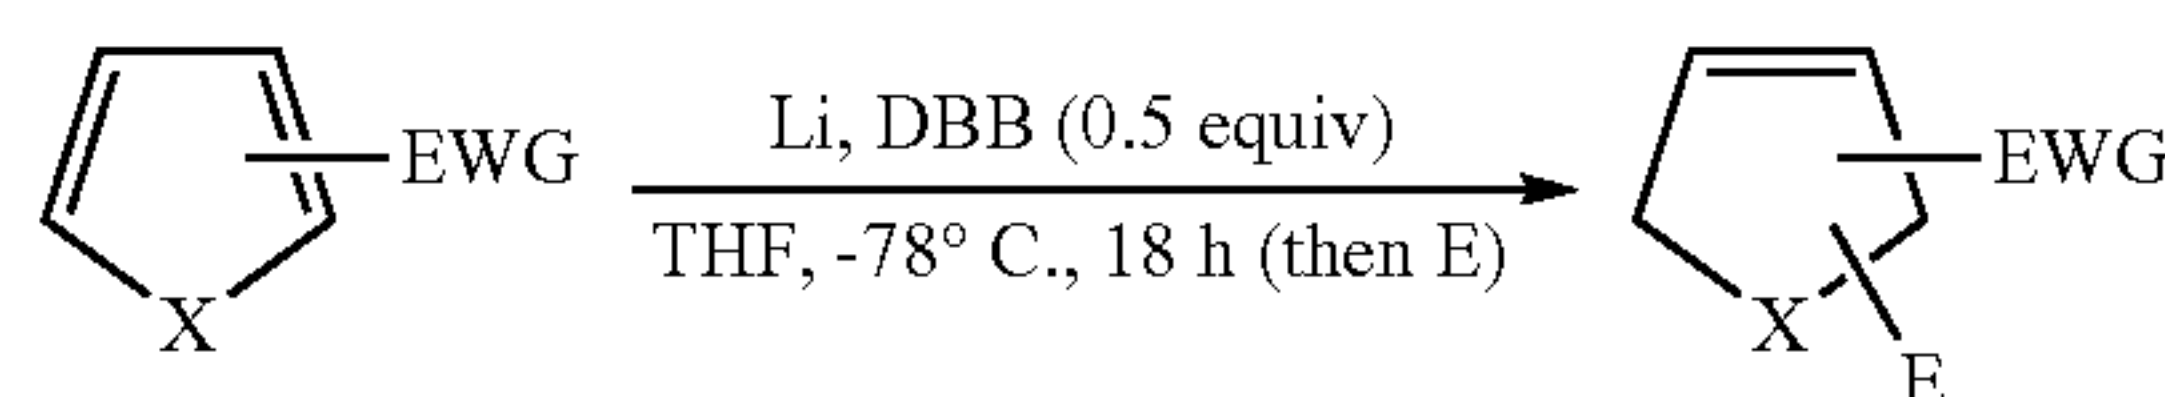 Li, DBB (0.5 equiv)
EWG
EWG
THF, -78° C., 18 h (then E)
X
X
E